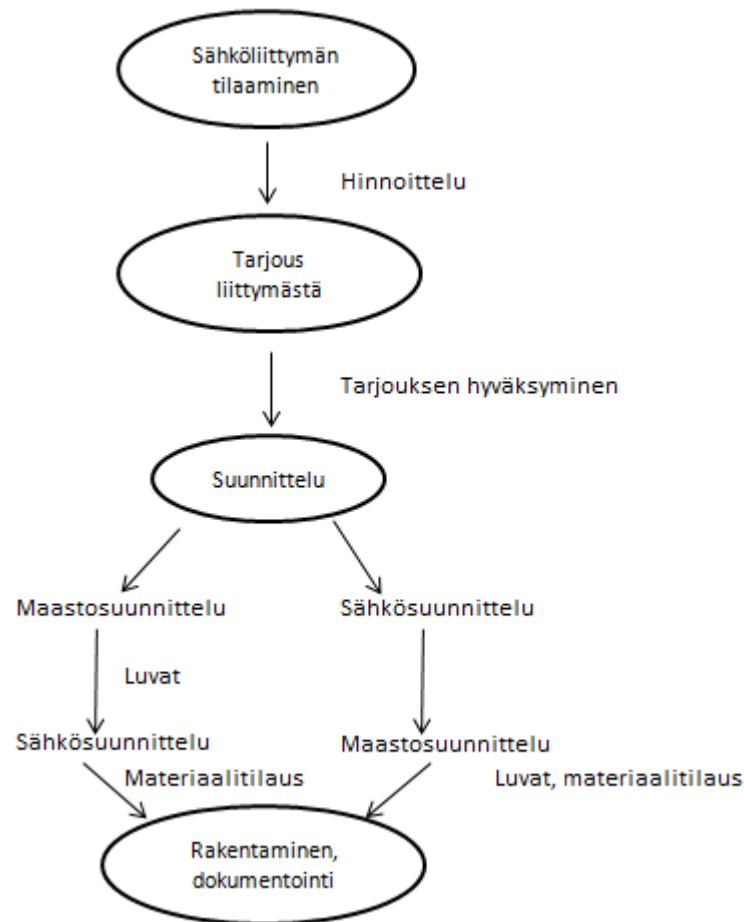 Sähköliittymän
tilaaminen
Hinnoittelu
Tarjous
liittymästä
Tarjouksen hyväksyminen
Suunnittelu
Maastosuunnittelu
Sähkösuunnittelu
Luvat
Sähkösuunnittelu
Maastosuunnittelu
Materiaalitilaus
Luvat, materiaalitilaus
Rakentaminen,
dokumentointi